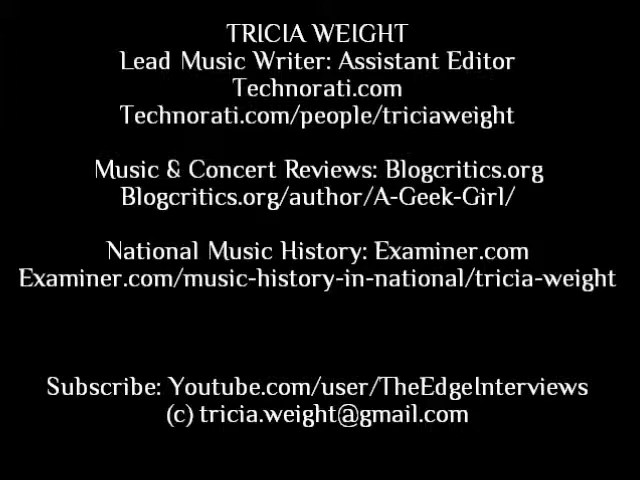 TRICIA WEIGHT
Lead Music Writer: Assistant Editor
Technorati.com
Technorati.com/people/triciaweight
Music & Concert Reviews: Blogcritics.org
Blogcritics.org/author/A-Geek-Girl/
National Music History: Examiner.com
Examiner.com/music-history-in-national/tricia-weight
Subscribe: Youtube.com/user/TheEdgeInterviews
(c) tricia.weight@gmail.com